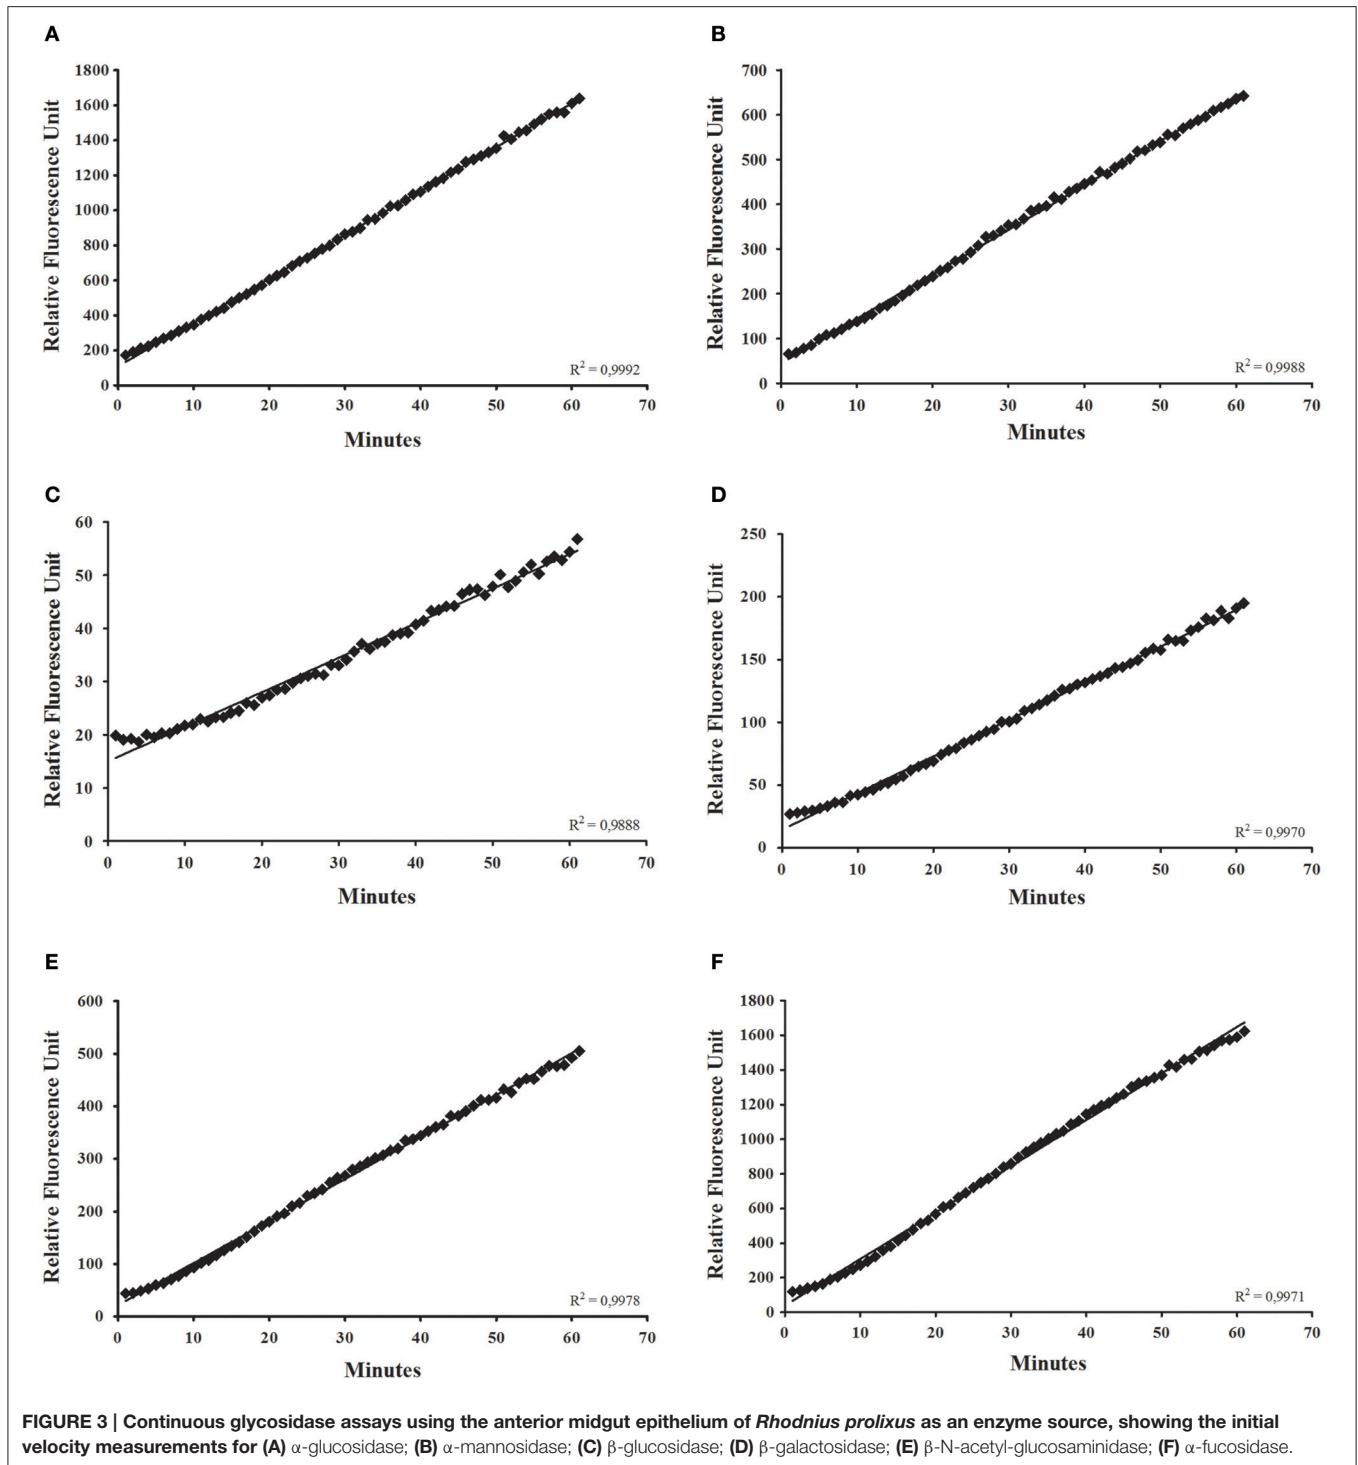 A
1800
1600
1400
1200
1000
800
600
400
200
0
0 10 20 30 40 50 60 70
Relative Fluorescence Unit
Minutes
R² = 0,9992
B
700
600
500
400
300
200
100
0
0 10 20 30 40 50 60 70
Relative Fluorescence Unit
Minutes
R² = 0,9988
C
60
50
40
30
20
10
0
0 10 20 30 40 50 60 70
Relative Fluorescence Unit
Minutes
R² = 0,9888
D
250
200
150
100
50
0
0 10 20 30 40 50 60 70
Relative Fluorescence Unit
Minutes
R² = 0,9970
E
600
500
400
300
200
100
0
0 10 20 30 40 50 60 70
Relative Fluorescence Unit
Minutes
R² = 0,9978
F
1800
1600
1400
1200
1000
800
600
400
200
0
0 10 20 30 40 50 60 70
Relative Fluorescence Unit
Minutes
R² = 0,9971
FIGURE 3 | Continuous glycosidase assays using the anterior midgut epithelium of Rhodnius prolixus as an enzyme source, showing the initial
velocity measurements for (A) α-glucosidase; (B) α-mannosidase; (C) β-glucosidase; (D) β-galactosidase; (E) β-N-acetyl-glucosaminidase; (F) α-fucosidase.